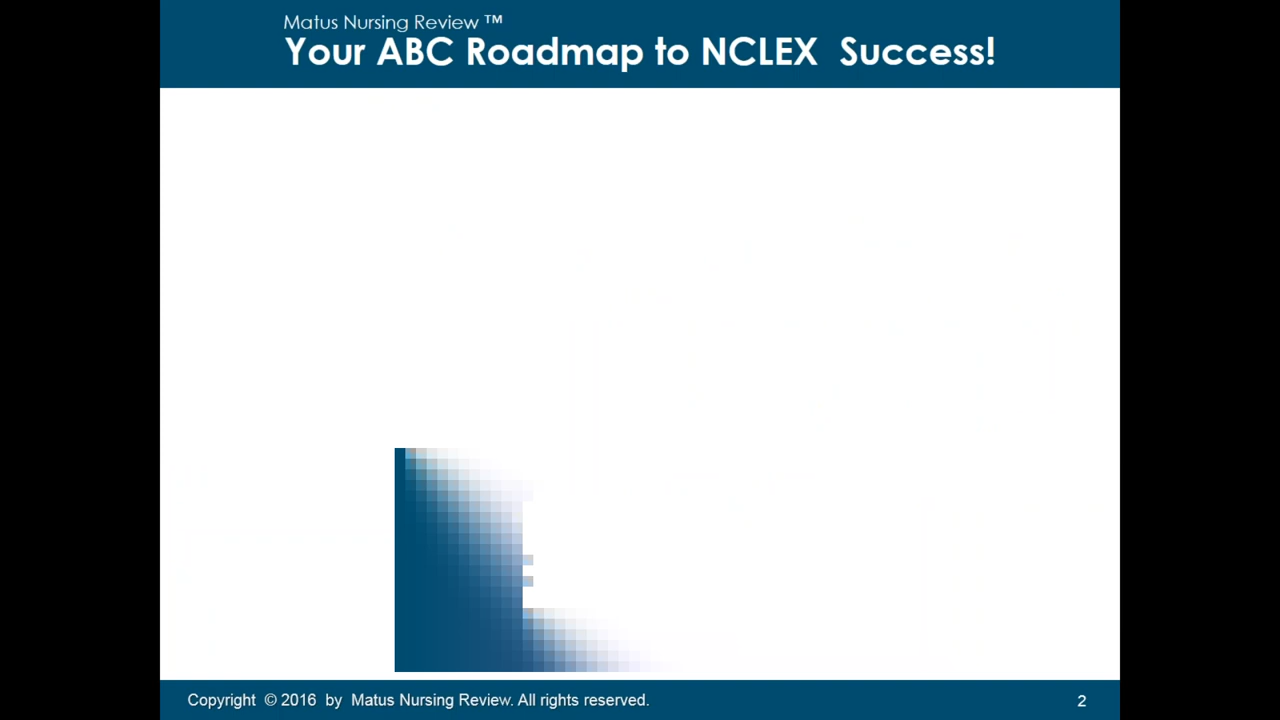 Matus Nursing Review ™
Your ABC Roadmap to NCLEX Success!
Copyright © 2016 by Matus Nursing Review. All rights reserved.
2